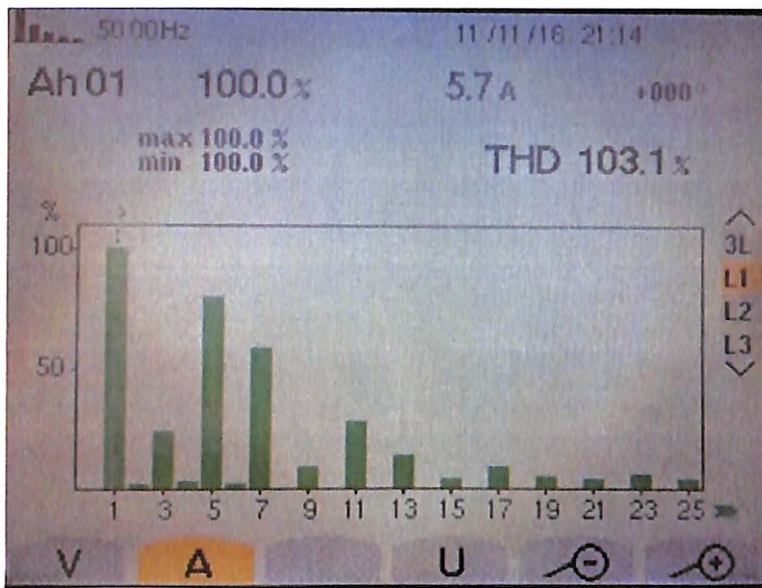 50.00Hz 11/11/16 21:14
Ah 01 100.0 % 5.7 A +000°
max 100.0 %
min 100.0 %
THD 103.1 %
%
100
50
3L
L1
L2
L3
1 3 5 7 9 11 13 15 17 19 21 23 25
V A U